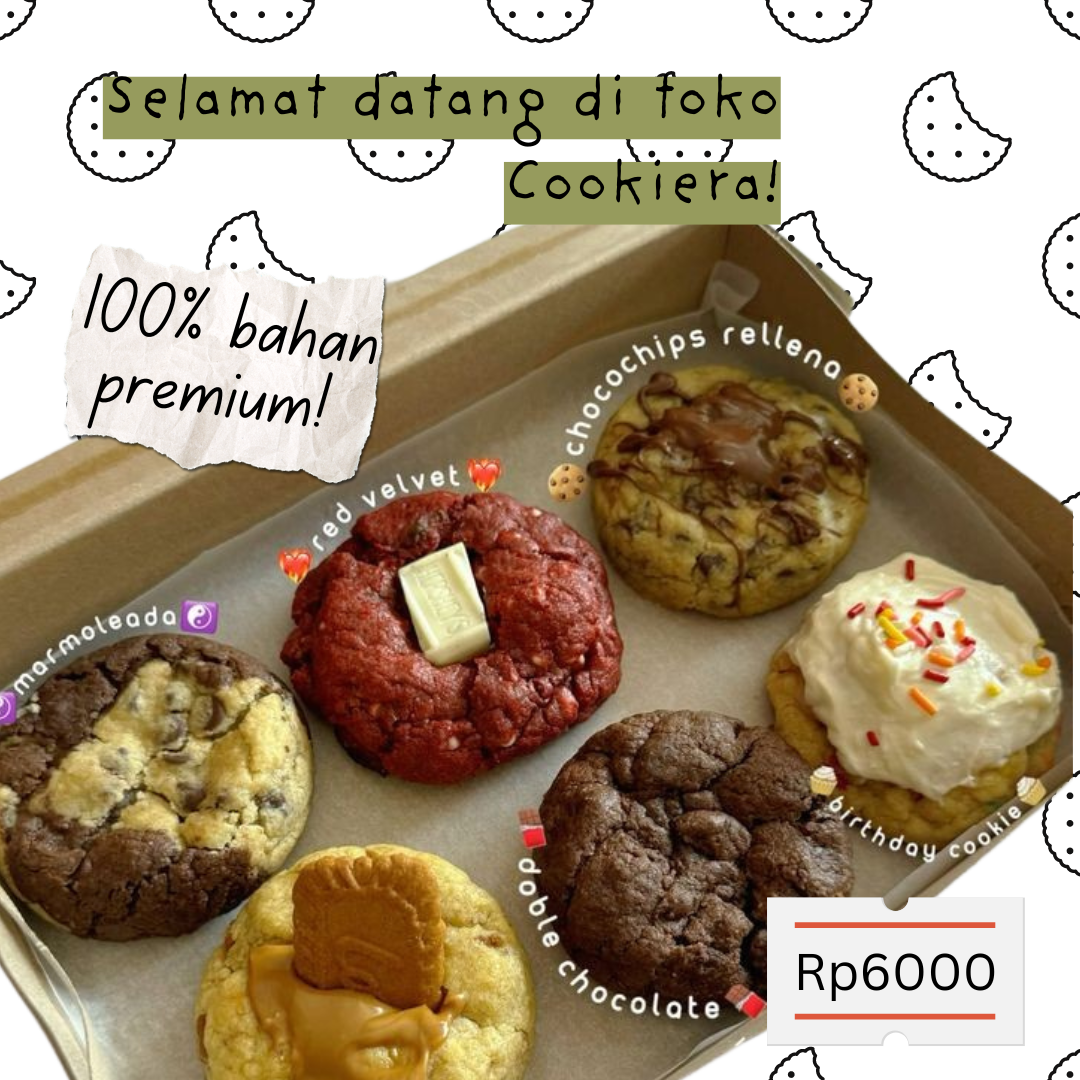 Selamat datang di toko
Cookiera!
100% bahan
premium!
chocochips rellena
red velvet
marmoleada
birthday cookie
doble chocolate
Rp6000